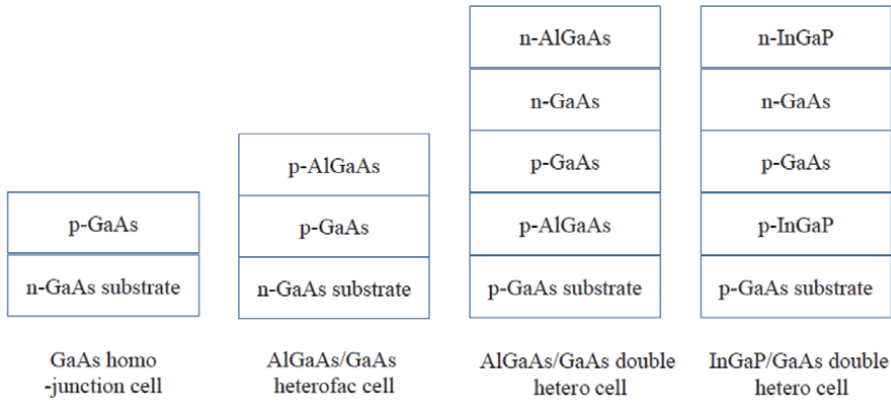 p-GaAs
n-GaAs substrate
GaAs homo
-junction cell
p-AlGaAs
p-GaAs
n-GaAs substrate
AlGaAs/GaAs
heterofac cell
n-AlGaAs
n-GaAs
p-GaAs
p-AlGaAs
p-GaAs substrate
AlGaAs/GaAs double
hetero cell
n-InGaP
n-GaAs
p-GaAs
p-InGaP
p-GaAs substrate
InGaP/GaAs double
hetero cell